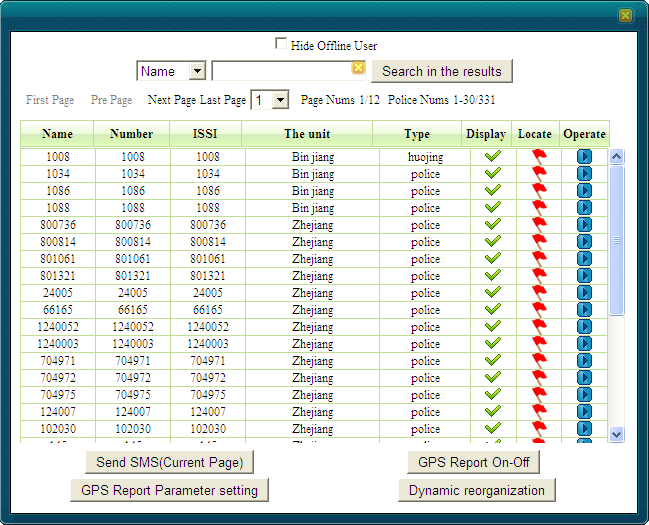 Hide Offline User
Name Search in the results
First Page Pre Page Next Page Last Page 1 Page Nums 1/12 Police Nums 1-30/331
Name Number ISSI The unit Type Display Locate Operate
1008 1008 1008 Bin jiang huojing
1034 1034 1034 Bin jiang police
1086 1086 1086 Bin jiang police
1088 1088 1088 Bin jiang police
800736 800736 800736 Zhejiang police
800814 800814 800814 Zhejiang police
801061 801061 801061 Zhejiang police
801321 801321 801321 Zhejiang police
24005 24005 24005 Zhejiang police
66165 66165 66165 Zhejiang police
1240052 1240052 1240052 Zhejiang police
1240003 1240003 1240003 Zhejiang police
704971 704971 704971 Zhejiang police
704972 704972 704972 Zhejiang police
704975 704975 704975 Zhejiang police
124007 124007 124007 Zhejiang police
102030 102030 102030 Zhejiang police
Send SMS(Current Page) GPS Report On-Off
GPS Report Parameter setting Dynamic reorganization